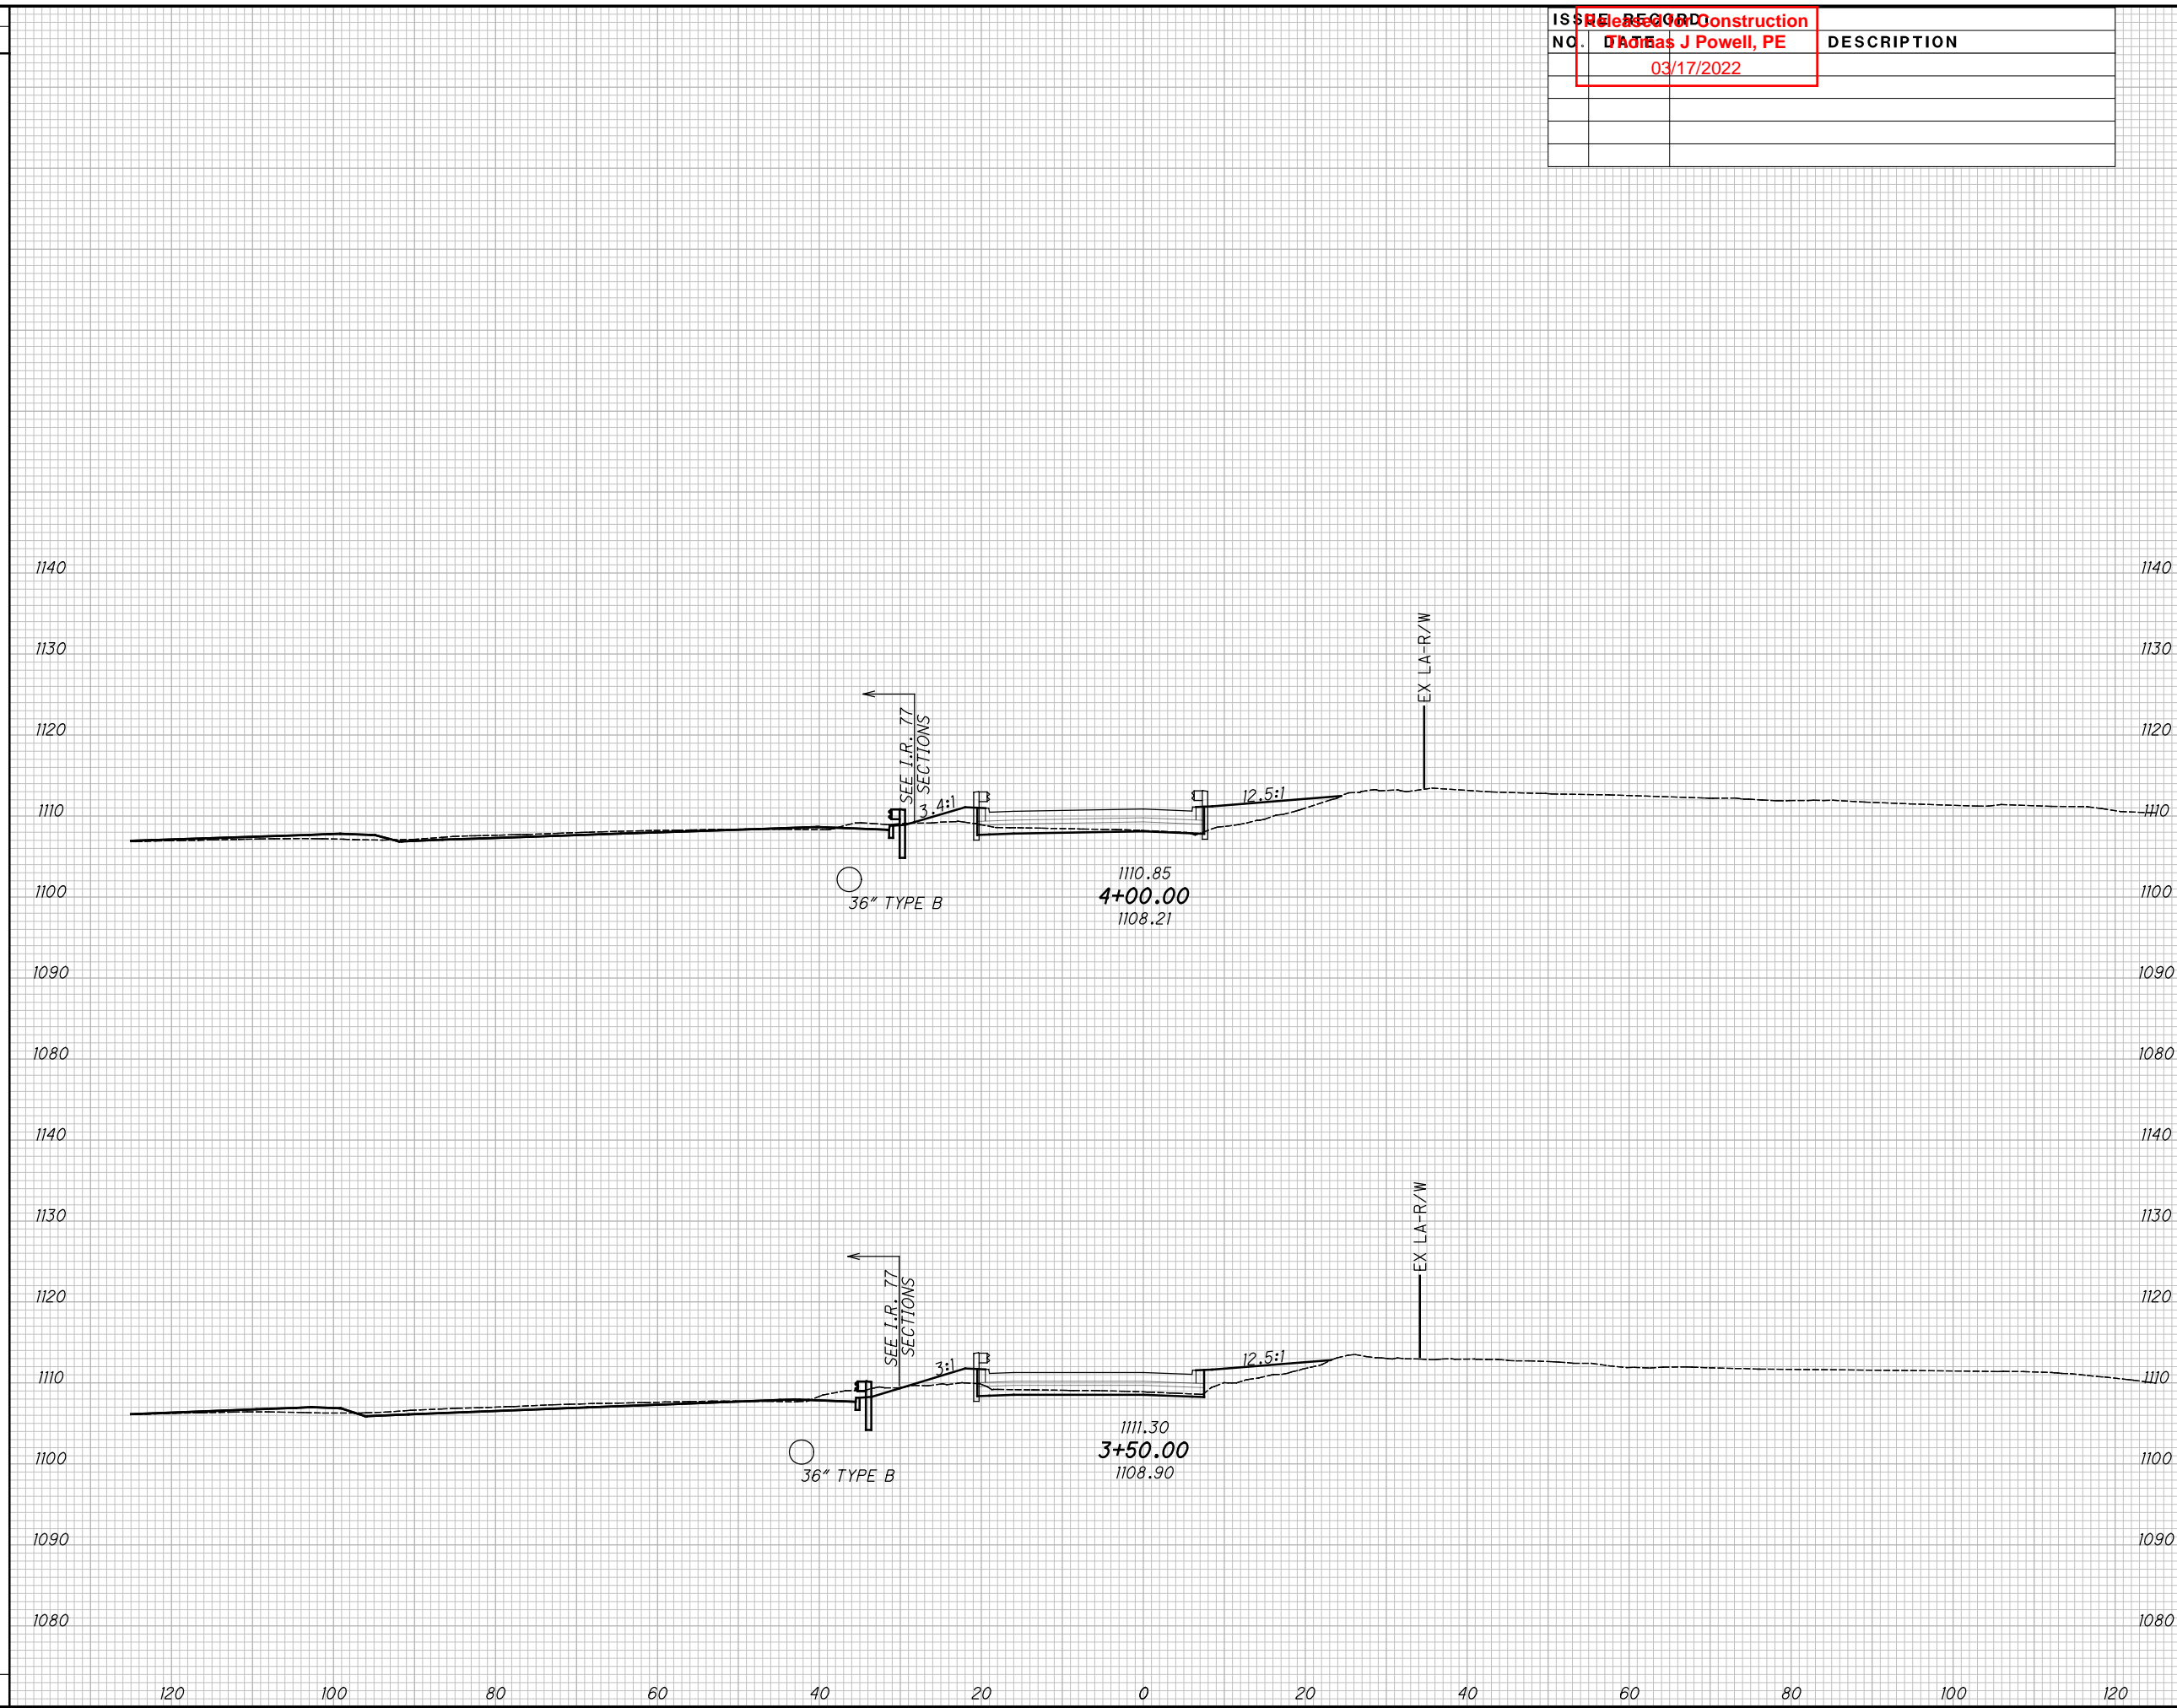 ISSUE RECORD:
Released for Construction
NO. DATE DESCRIPTION
Thomas J Powell, PE
03/17/2022
1140 1140
1130 1130
EX LA-R/W
1120 1120
SEE I.R. 77
SECTIONS
1110 1110
3.4:1
12.5:1
1110.85
1100 1100
4+00.00
36" TYPE B
1108.21
1090 1090
1080 1080
1140 1140
1130 1130
EX LA-R/W
1120 1120
SEE I.R. 77
SECTIONS
1110 1110
3:1
12.5:1
1111.30
1100 1100
3+50.00
36" TYPE B
1108.90
1090 1090
1080 1080
120 100 80 60 40 20 0 20 40 60 80 100 120